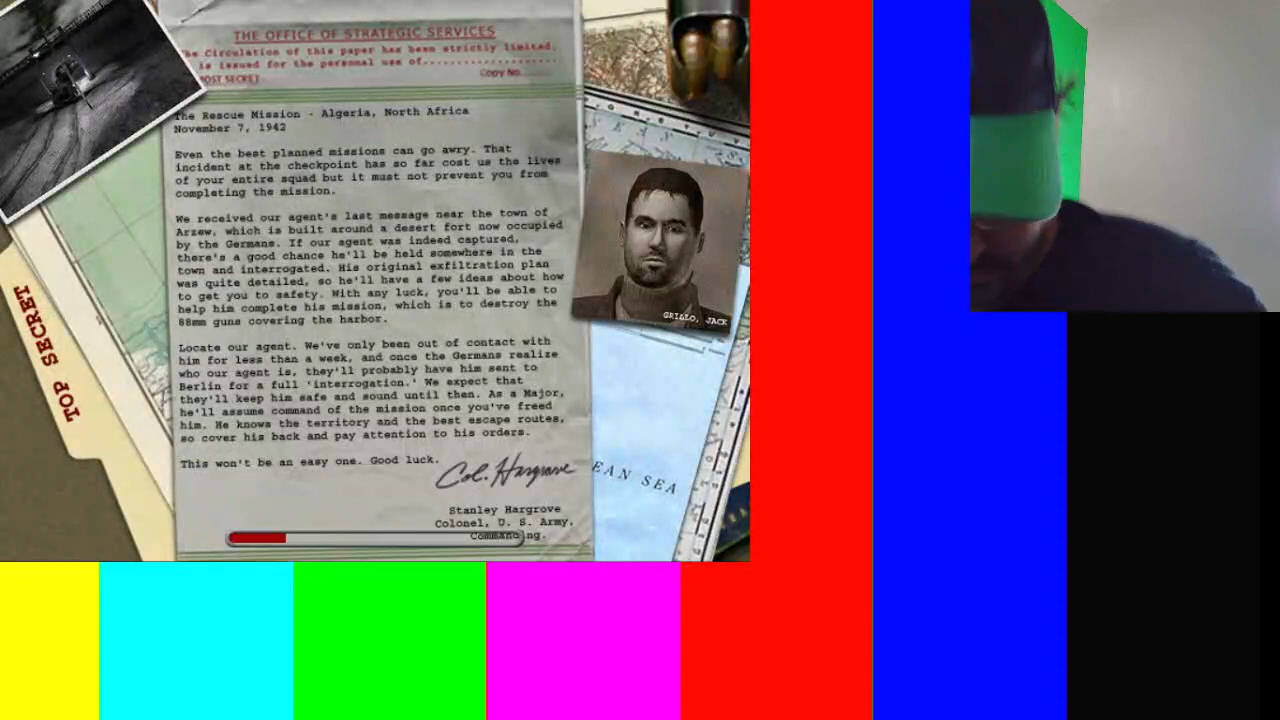 THE OFFICE OF STRATEGIC SERVICES
The Circulation of this paper has been strictly limited.
is issued for the personal use of
MOST SECRET
Copy No
The Rescue Mission - Algeria, North Africa
November 7, 1942
Even the best planned missions can go awry. That
incident at the checkpoint has so far cost us the lives
of your entire squad but it must not prevent you from
completing the mission.
We received our agent's last message near the town of
Arzew, which is built around a desert fort now occupied
by the Germans. If our agent was indeed captured,
there's a good chance he'll be held somewhere in the
town and interrogated. His original exfiltration plan
was quite detailed, so he'll have a few ideas about how
to get you to safety. With any luck, you'll be able to
help him complete his mission, which is to destroy the
88mm guns covering the harbor.
Locate our agent. We've only been out of contact with
him for less than a week, and once the Germans realize
who our agent is, they'll probably have him sent to
Berlin for a full 'interrogation.' We expect that
they'll keep him safe and sound until then. As a Major,
he'll assume command of the mission once you've freed
him. He knows the territory and the best escape routes,
so cover his back and pay attention to his orders.
This won't be an easy one. Good luck.
Col. Hargrove
Stanley Hargrove
Colonel, U. S. Army,
Commanding.
TOP SECRET
GRILLO, JACK
EAN SEA